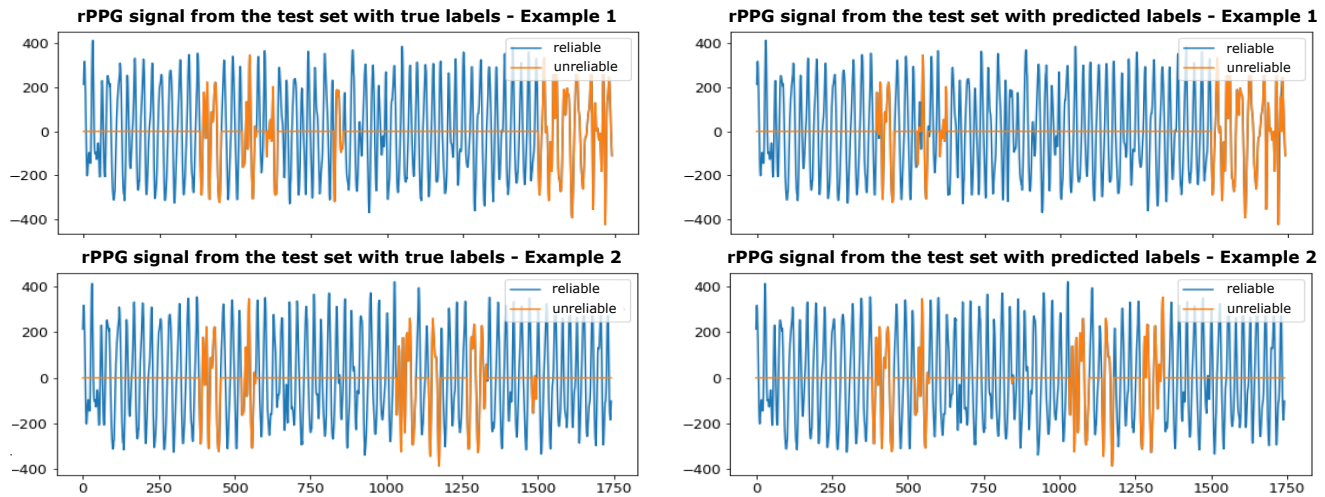 rPPG signal from the test set with true labels - Example 1
400
200
0
−200
−400
reliable
unreliable
rPPG signal from the test set with predicted labels - Example 1
400
200
0
−200
−400
reliable
unreliable
rPPG signal from the test set with true labels - Example 2
400
200
0
−200
−400
reliable
unreliable
0 250 500 750 1000 1250 1500 1750
rPPG signal from the test set with predicted labels - Example 2
400
200
0
−200
−400
reliable
unreliable
0 250 500 750 1000 1250 1500 1750